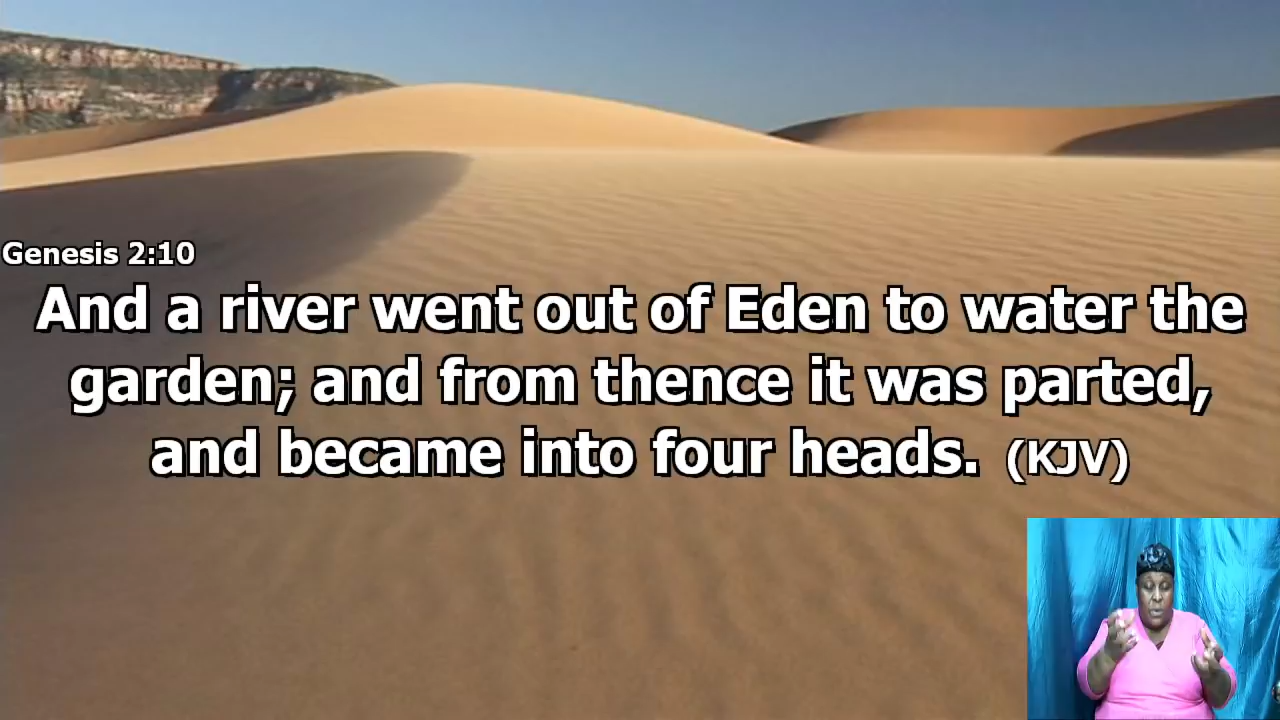 Genesis 2:10
And a river went out of Eden to water the
garden; and from thence it was parted,
and became into four heads. (KJV)